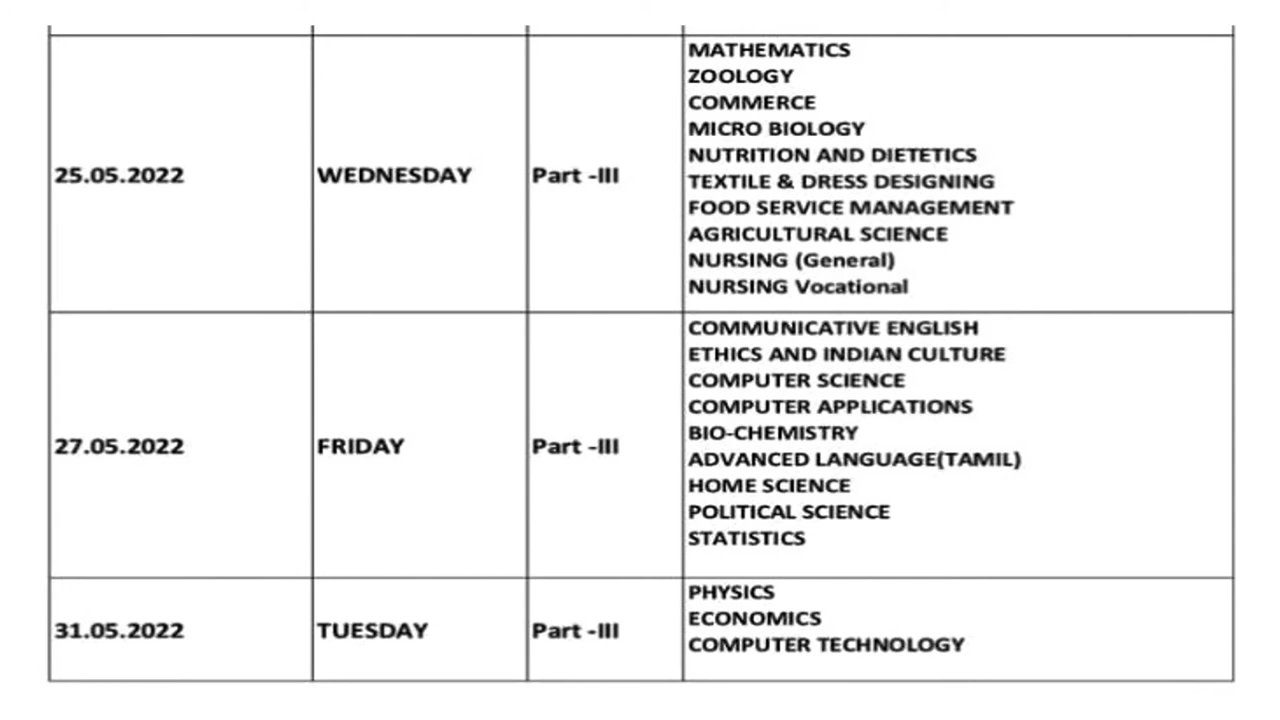 MATHEMATICS
ZOOLOGY
COMMERCE
MICRO BIOLOGY
NUTRITION AND DIETETICS
25.05.2022 WEDNESDAY Part -III
TEXTILE & DRESS DESIGNING
FOOD SERVICE MANAGEMENT
AGRICULTURAL SCIENCE
NURSING (General)
NURSING Vocational
COMMUNICATIVE ENGLISH
ETHICS AND INDIAN CULTURE
COMPUTER SCIENCE
COMPUTER APPLICATIONS
BIO-CHEMISTRY
27.05.2022 FRIDAY Part -III
ADVANCED LANGUAGE(TAMIL)
HOME SCIENCE
POLITICAL SCIENCE
STATISTICS
PHYSICS
ECONOMICS
31.05.2022 TUESDAY Part -III
COMPUTER TECHNOLOGY